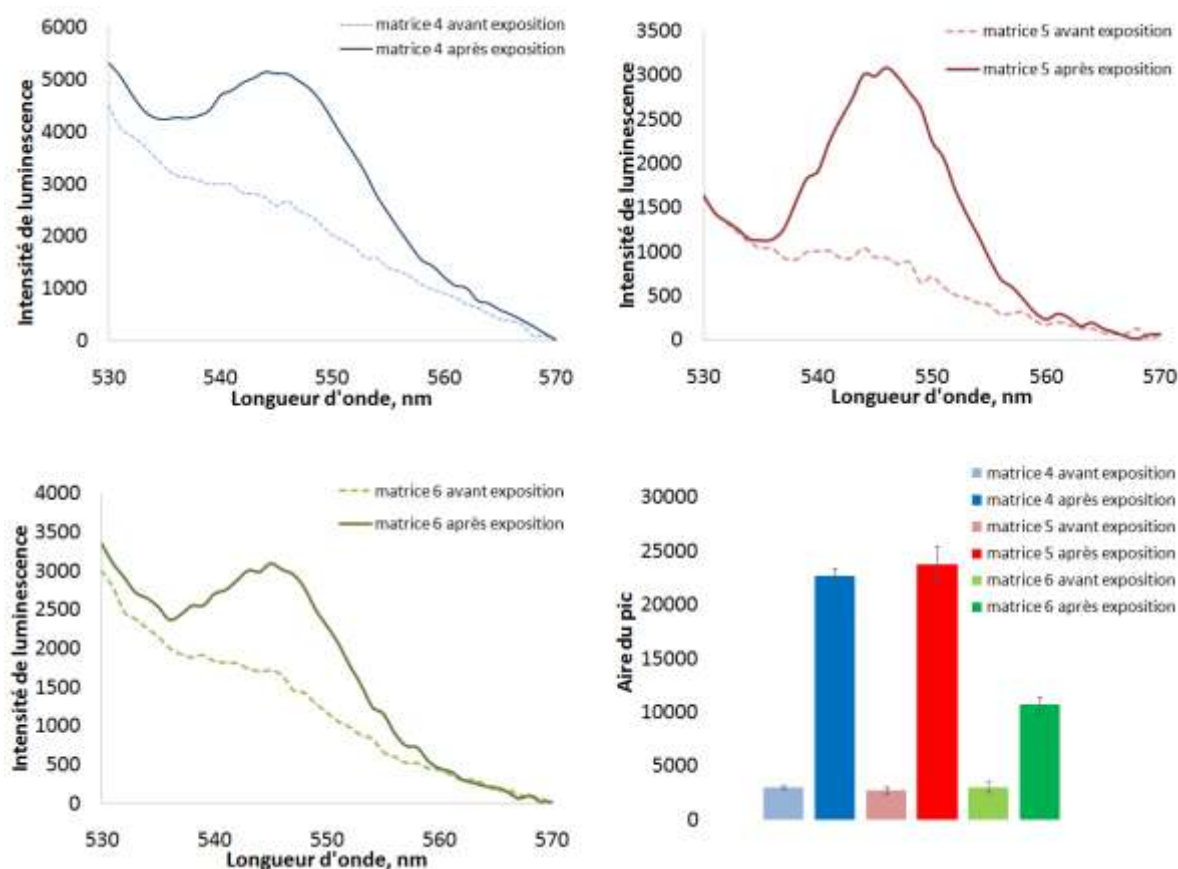 matrice 4 avant exposition
matrice 4 après exposition
Intensité de luminescence
6000
5000
4000
3000
2000
1000
0
530
540
550
560
570
Longueur d'onde, nm
matrice 5 avant exposition
matrice 5 après exposition
Intensité de luminescence
3500
3000
2500
2000
1500
1000
500
0
530
540
550
560
570
Longueur d'onde, nm
matrice 6 avant exposition
matrice 6 après exposition
Intensité de luminescence
4000
3500
3000
2500
2000
1500
1000
500
0
530
540
550
560
570
Longueur d'onde, nm
matrice 4 avant exposition
matrice 4 après exposition
matrice 5 avant exposition
matrice 5 après exposition
matrice 6 avant exposition
matrice 6 après exposition
Aire du pic
30000
25000
20000
15000
10000
5000
0